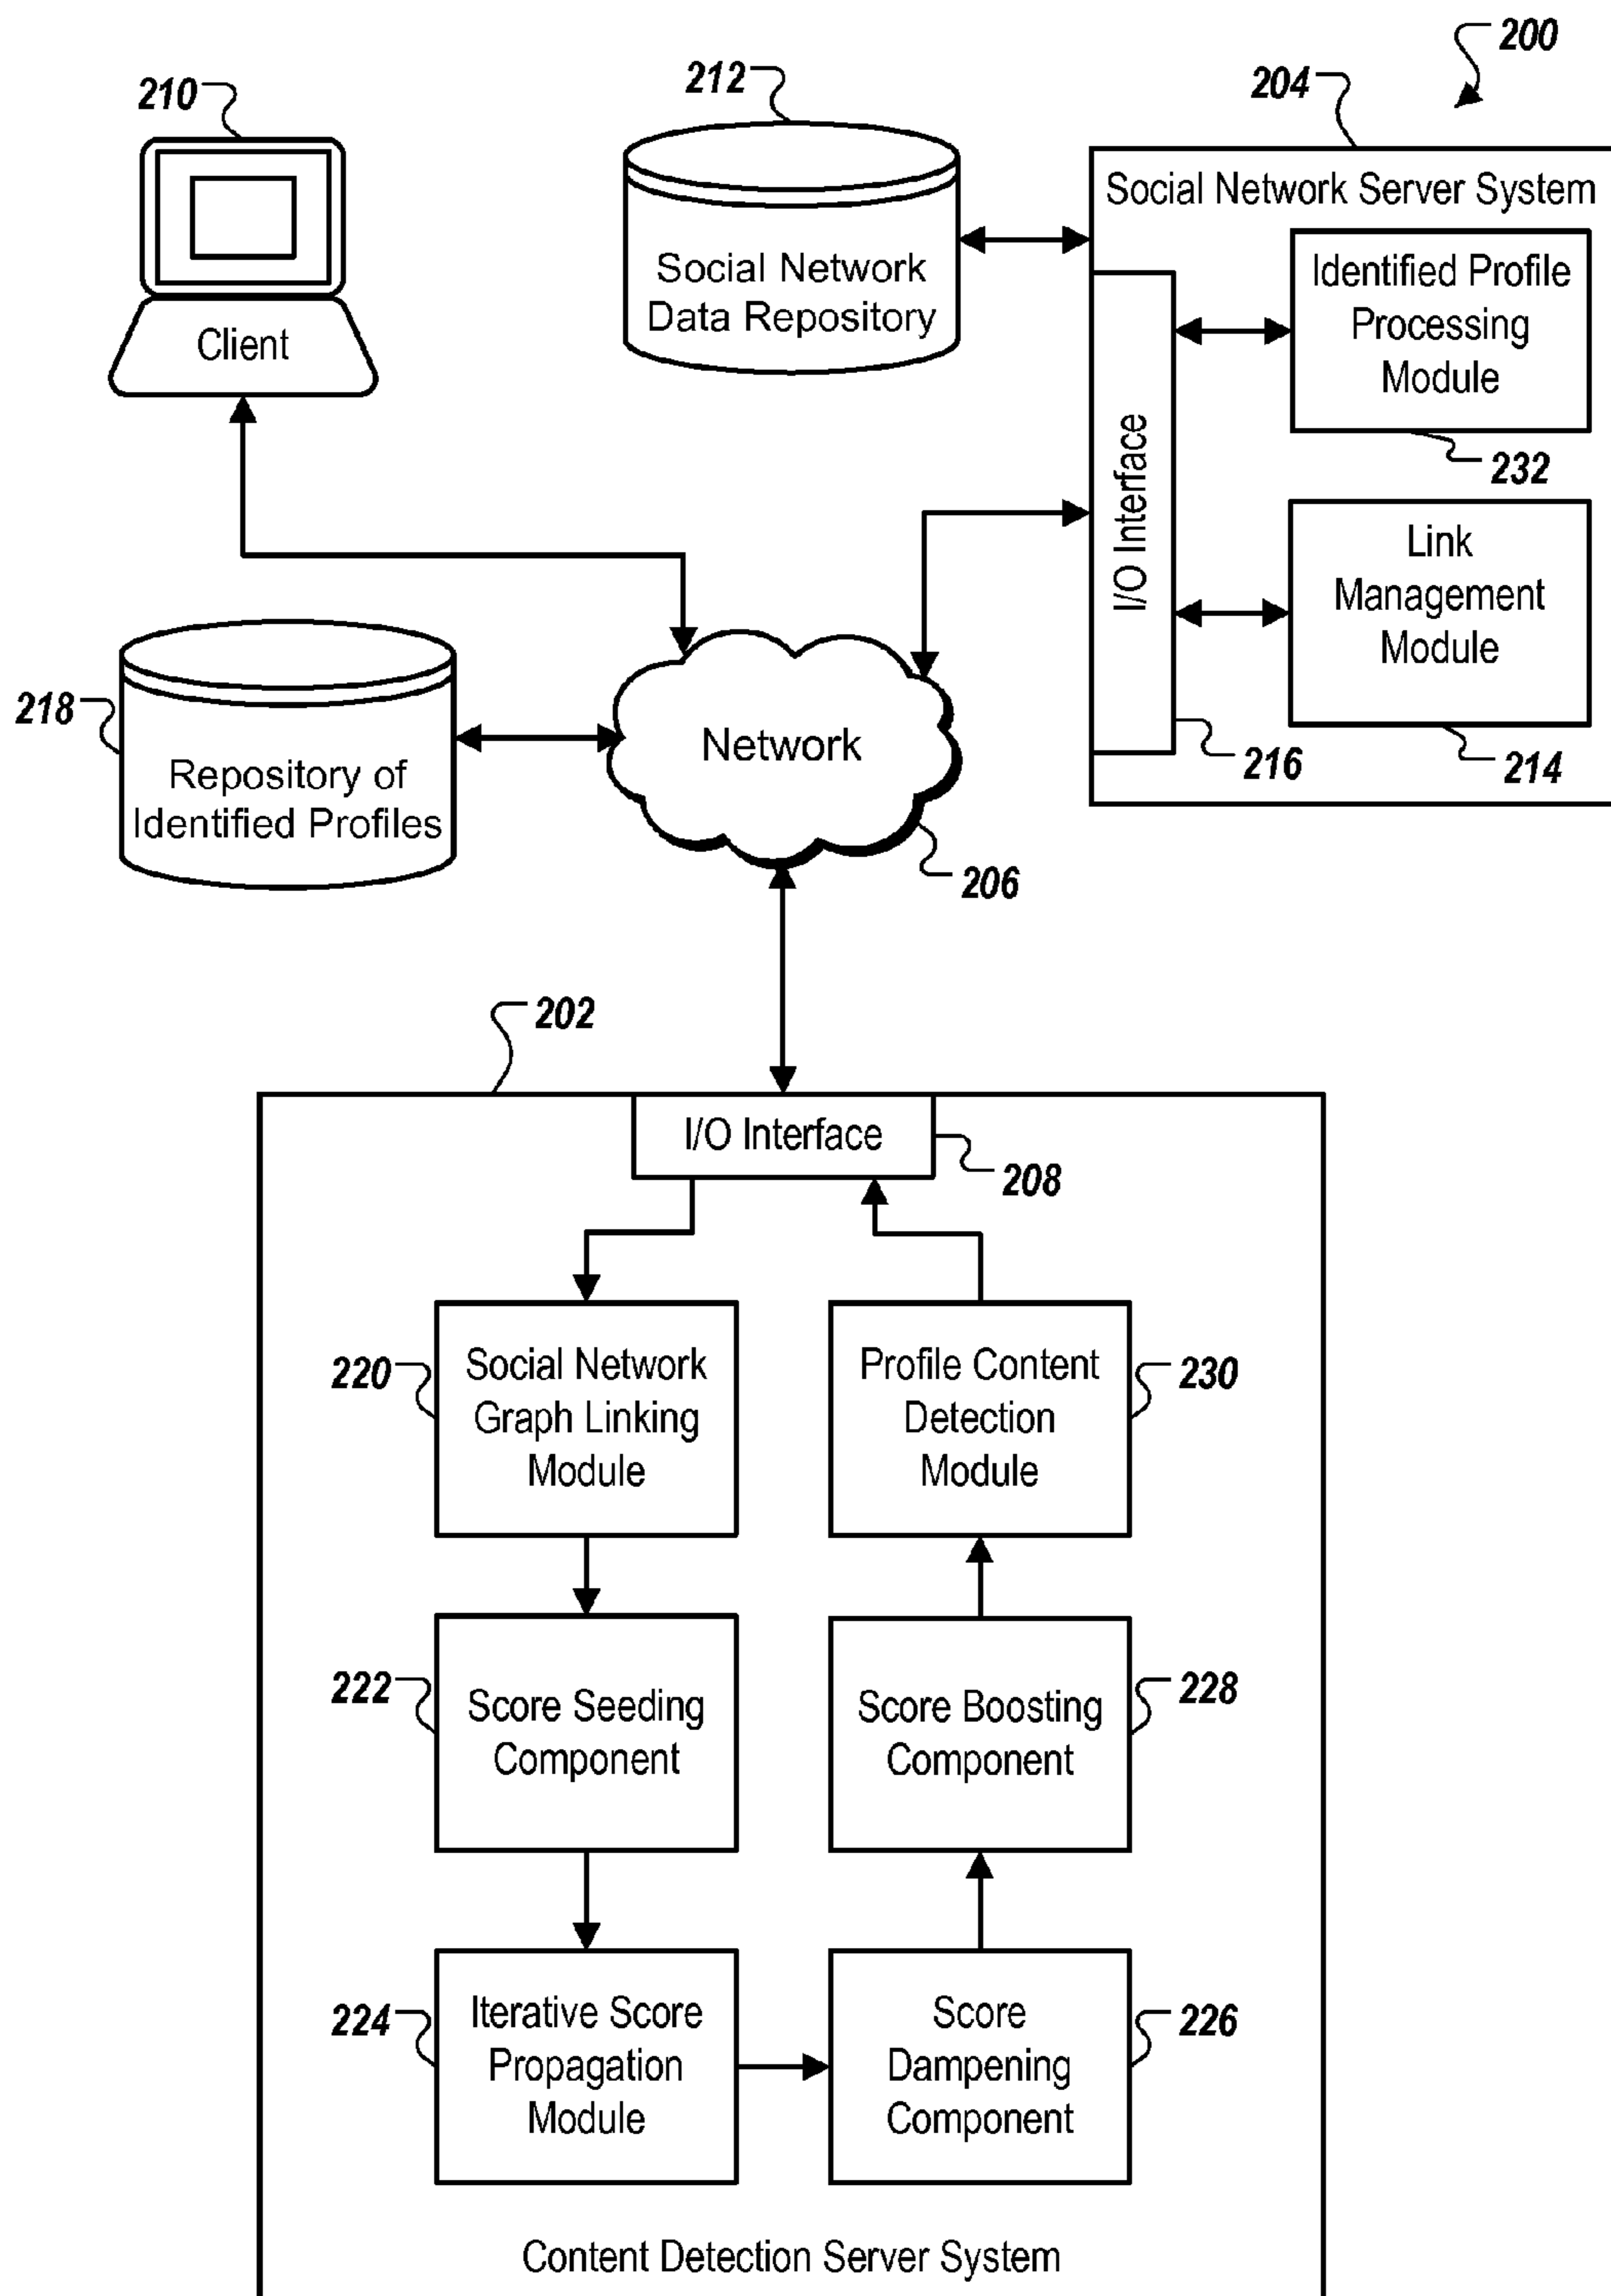 200
210
212
204
Social Network Server System
Client
Social Network
Data Repository
I/O Interface
Identified Profile
Processing
Module
232
Link
Management
Module
216
214
218
Repository of
Identified Profiles
Network
206
202
I/O Interface
208
220
Social Network
Graph Linking
Module
Profile Content
Detection
Module
230
222
Score Seeding
Component
Score Boosting
Component
228
224
Iterative Score
Propagation
Module
Score
Dampening
Component
226
Content Detection Server System